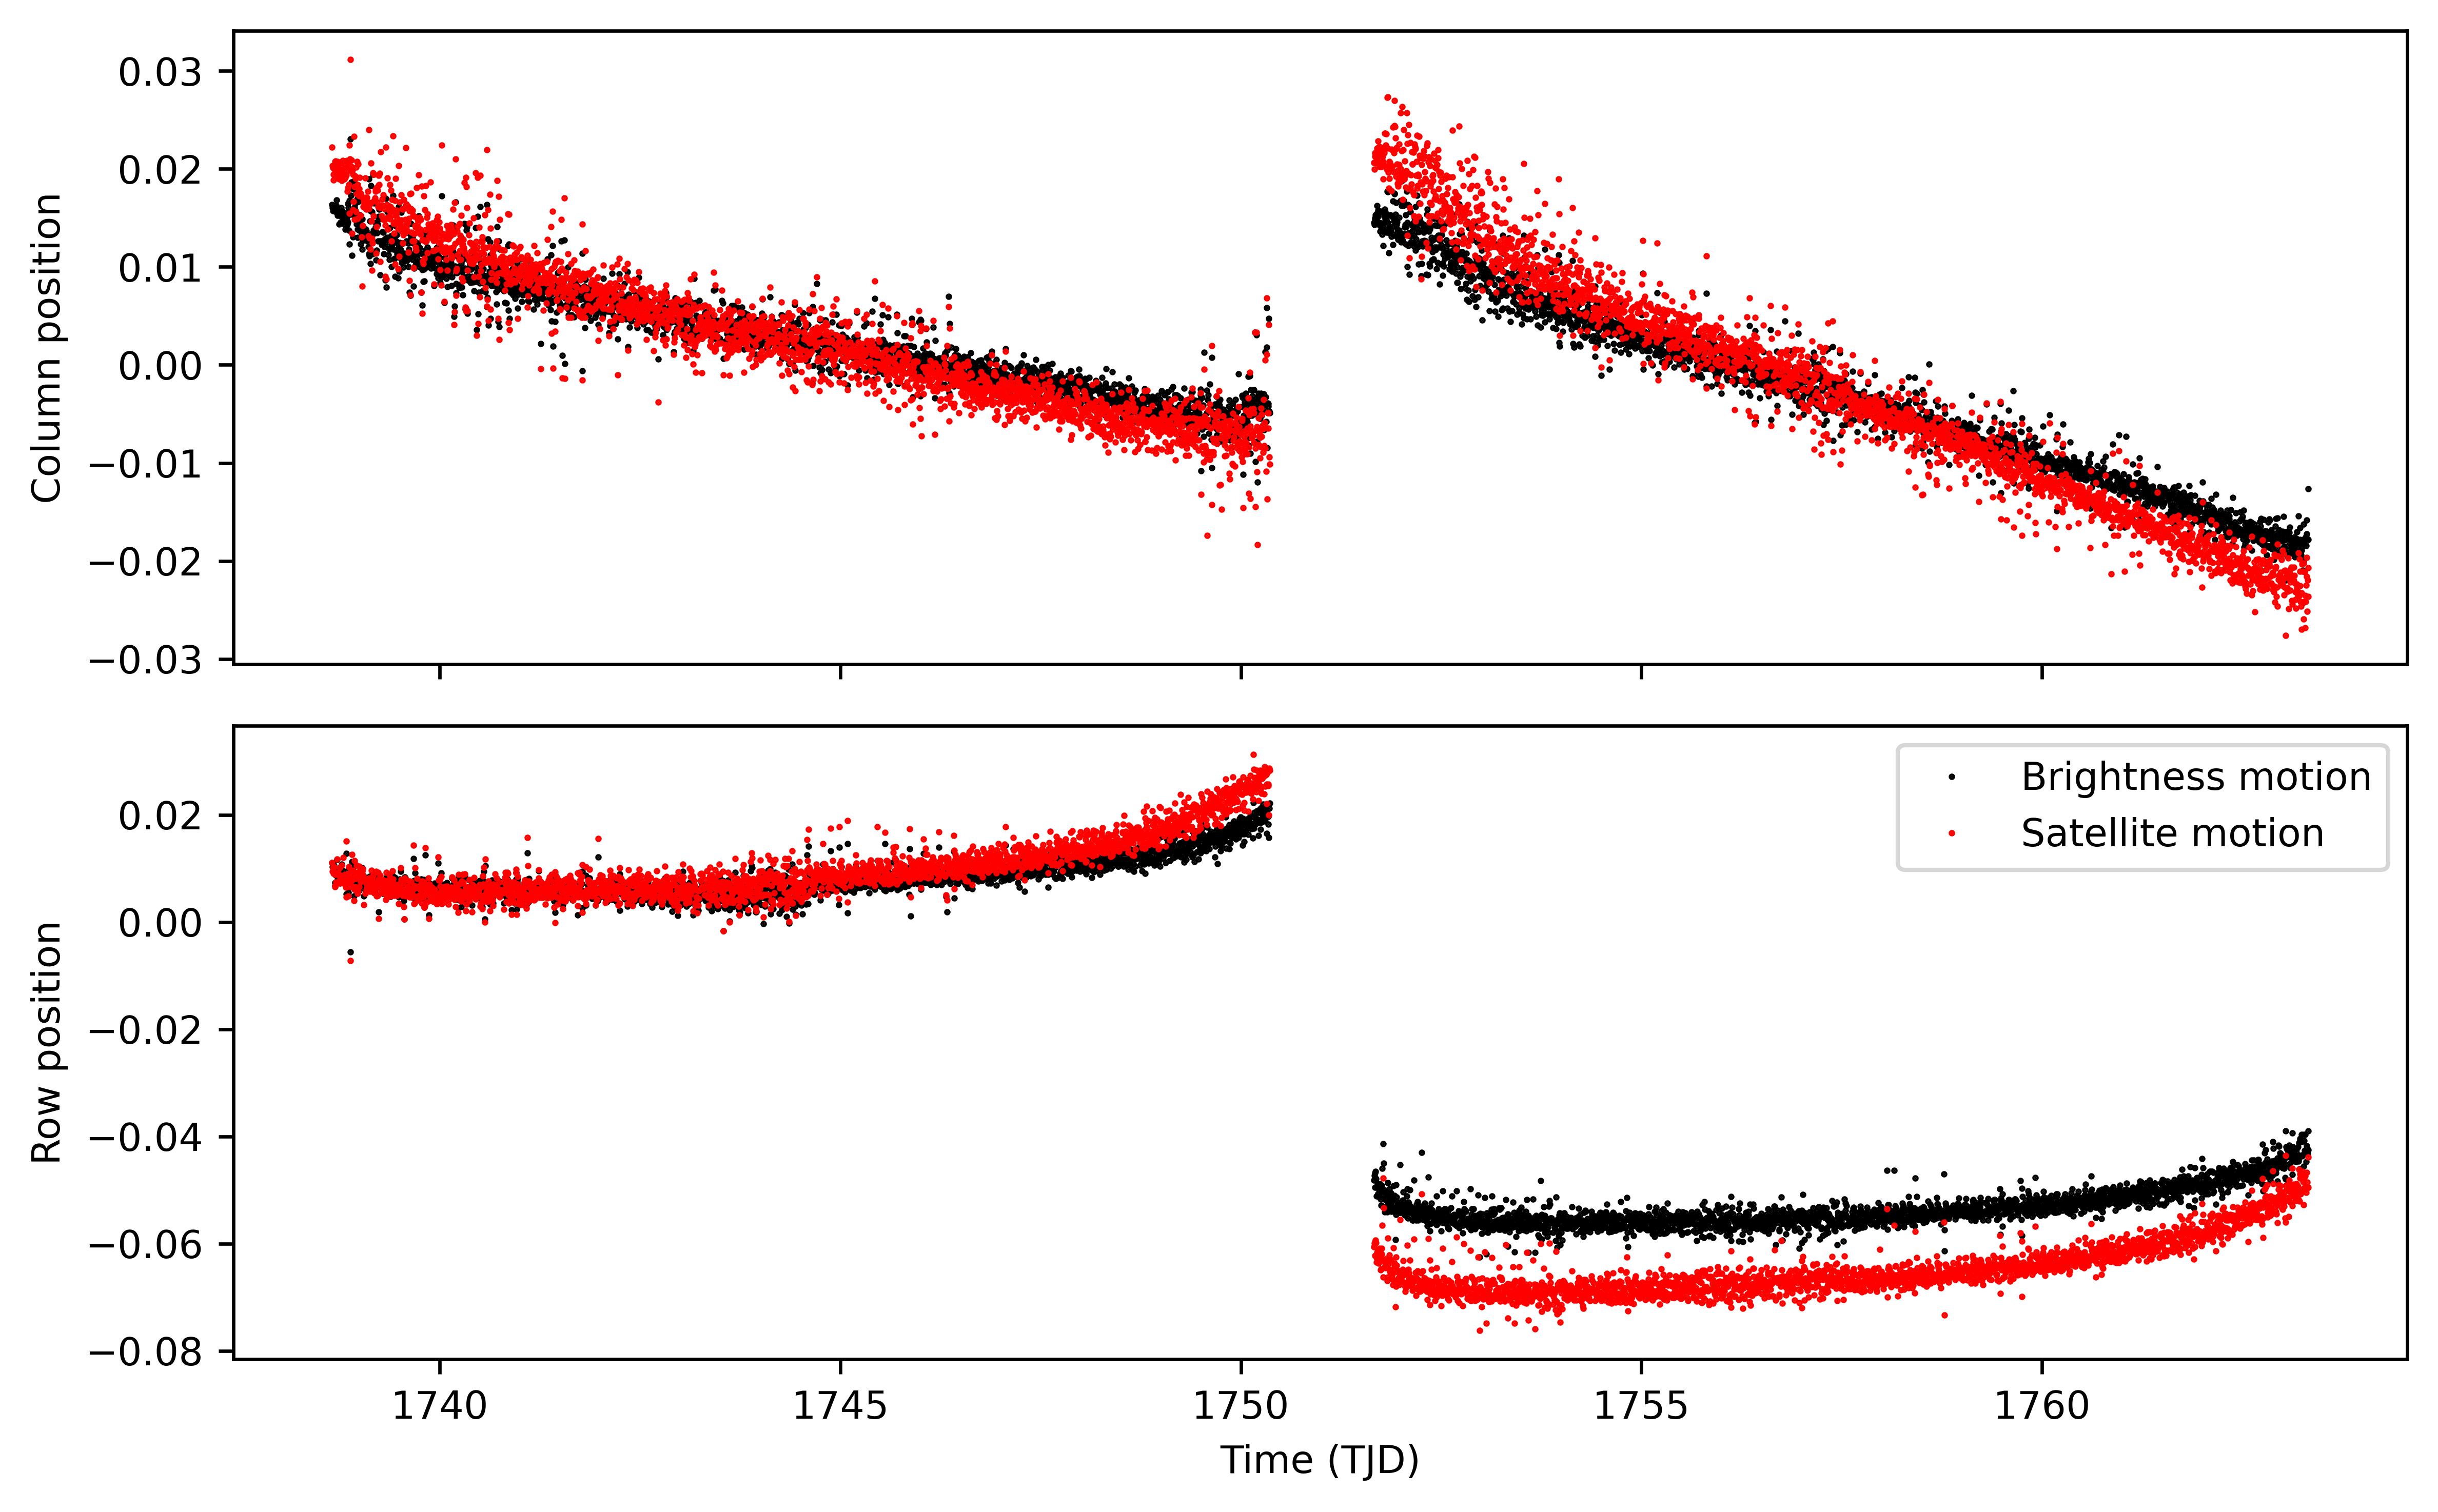 0.03
0.02
0.01
0.00
−0.01
−0.02
−0.03
Column position
0.02
0.00
−0.02
−0.04
−0.06
−0.08
Row position
Brightness motion
Satellite motion
1740 1745 1750 1755 1760
Time (TJD)